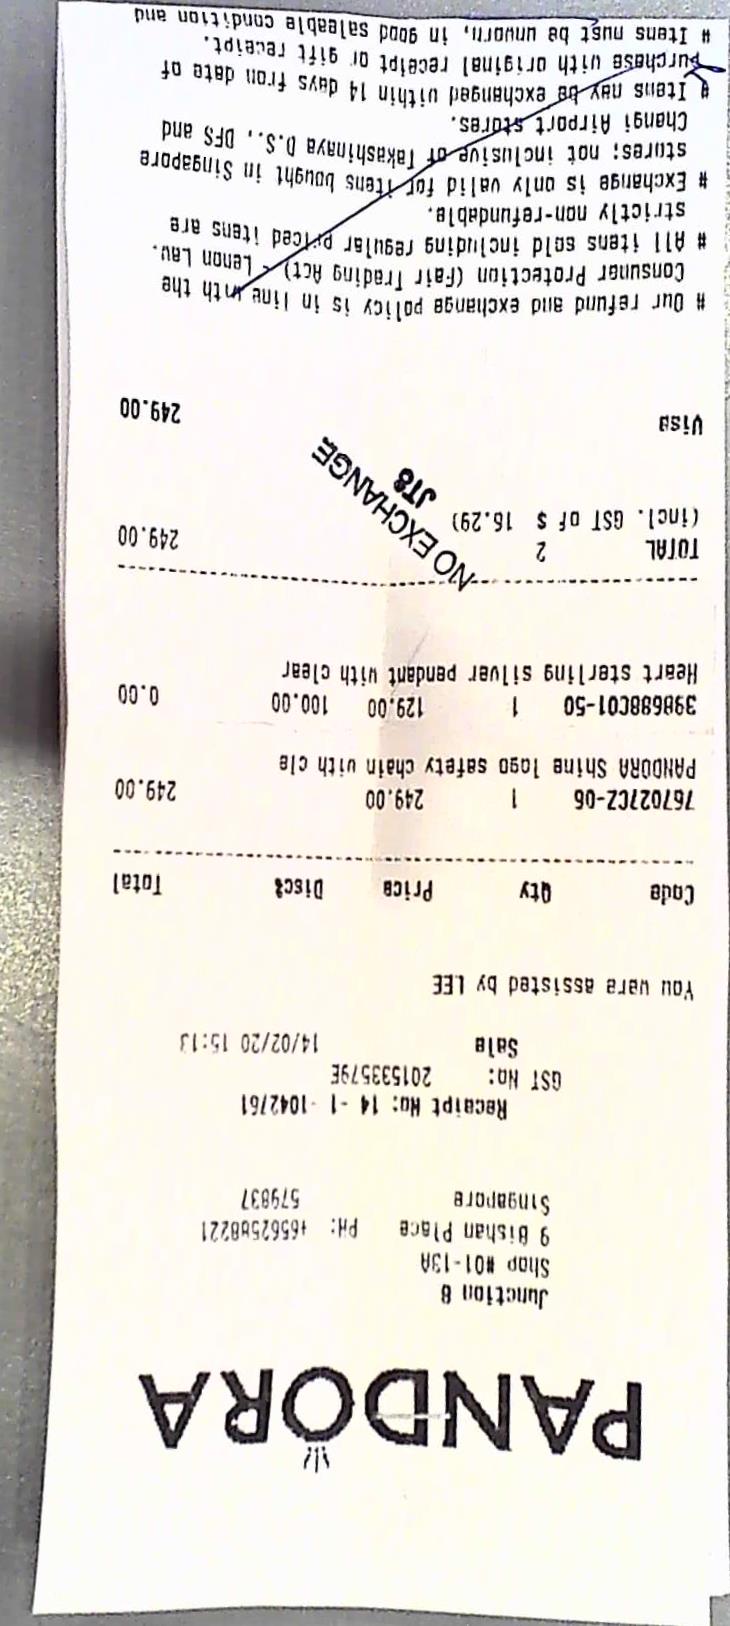 PANDORA
Junction 8
Shop #01-13A
9 Bishan Place PH: +6562588221
Singapore 579837
Receipt No: 14 -1 -1042761
GST No: 201533579E
Sale 14/02/20 15:13
You were assisted by LEE
Code Qty Price Disc% Total
767027CZ-06 1 249.00 249.00
PANDORA Shine logo safety chain with cle
398688C01-50 1 129.00 100.00 0.00
Heart sterling silver pendant with clear
TOTAL 2 249.00
(incl. GST of $ 16.29)
NO EXCHANGE
JT8
Visa 249.00
# Our refund and exchange policy is in line with the
Consumer Protection (Fair Trading Act) - Lemon Law.
# All items sold including regular priced items are
strictly non-refundable.
# Exchange is only valid for items bought in Singapore
stores; not inclusive of Takashimaya D.S., DFS and
Changi Airport stores.
# Items may be exchanged within 14 days from date of
purchase with original receipt or gift receipt.
# Items must be unworn, in good saleable condition and